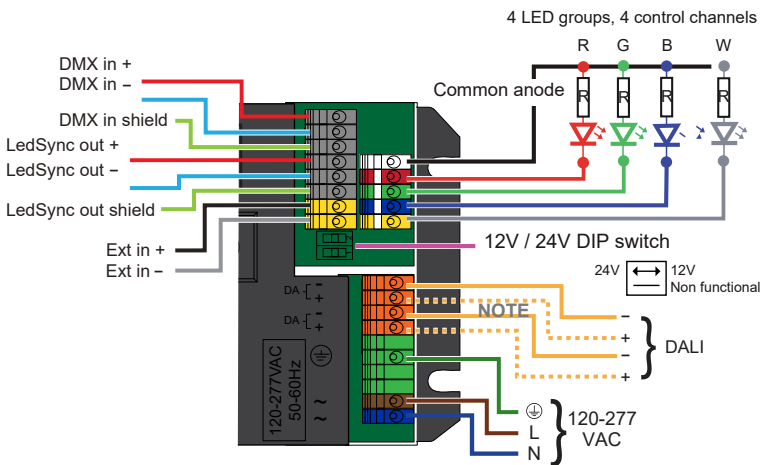 4 LED groups, 4 control channels
R G B W
DMX in +
DMX in –
Common anode
R R R R
DMX in shield
LedSync out +
LedSync out –
LedSync out shield
Ext in +
Ext in –
12V / 24V DIP switch
24V 12V
Non functional
DA – +
DA – +
NOTE
– + – +
DALI
120-277VAC
50-60Hz
~ ~
L
N
120-277
VAC